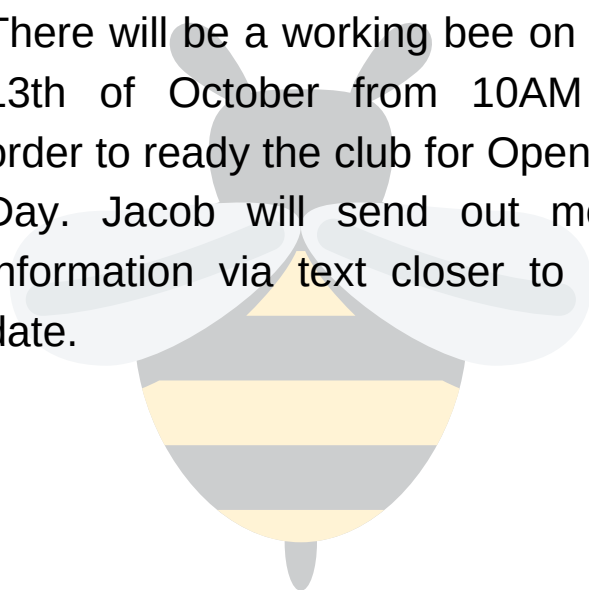 There will be a working bee on
13th of October from 10AM
order to ready the club for Open
Day. Jacob will send out
information via text closer to
date.